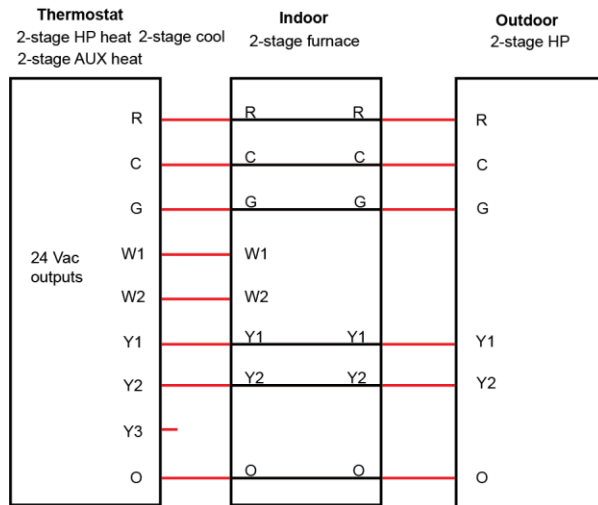 Thermostat
2-stage HP heat 2-stage cool
2-stage AUX heat
Indoor
2-stage furnace
Outdoor
2-stage HP
R R R R
C C C C
G G G G
24 Vac
outputs
W1 W1
W2 W2
Y1 Y1 Y1 Y1
Y2 Y2 Y2 Y2
Y3
O O O O